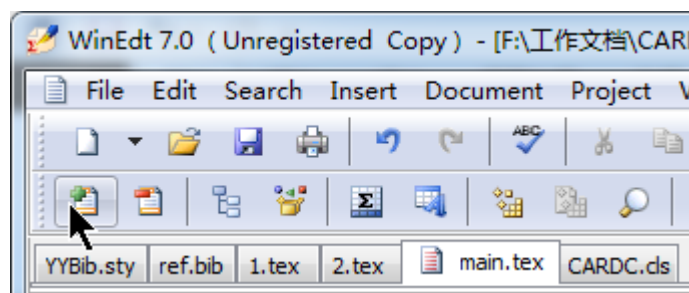 WinEdt 7.0 (Unregistered Copy) - [F:\工作文档\CAR
File Edit Search Insert Document Project
ABC
Σ
YYBib.sty ref.bib 1.tex 2.tex main.tex CARDC.cls